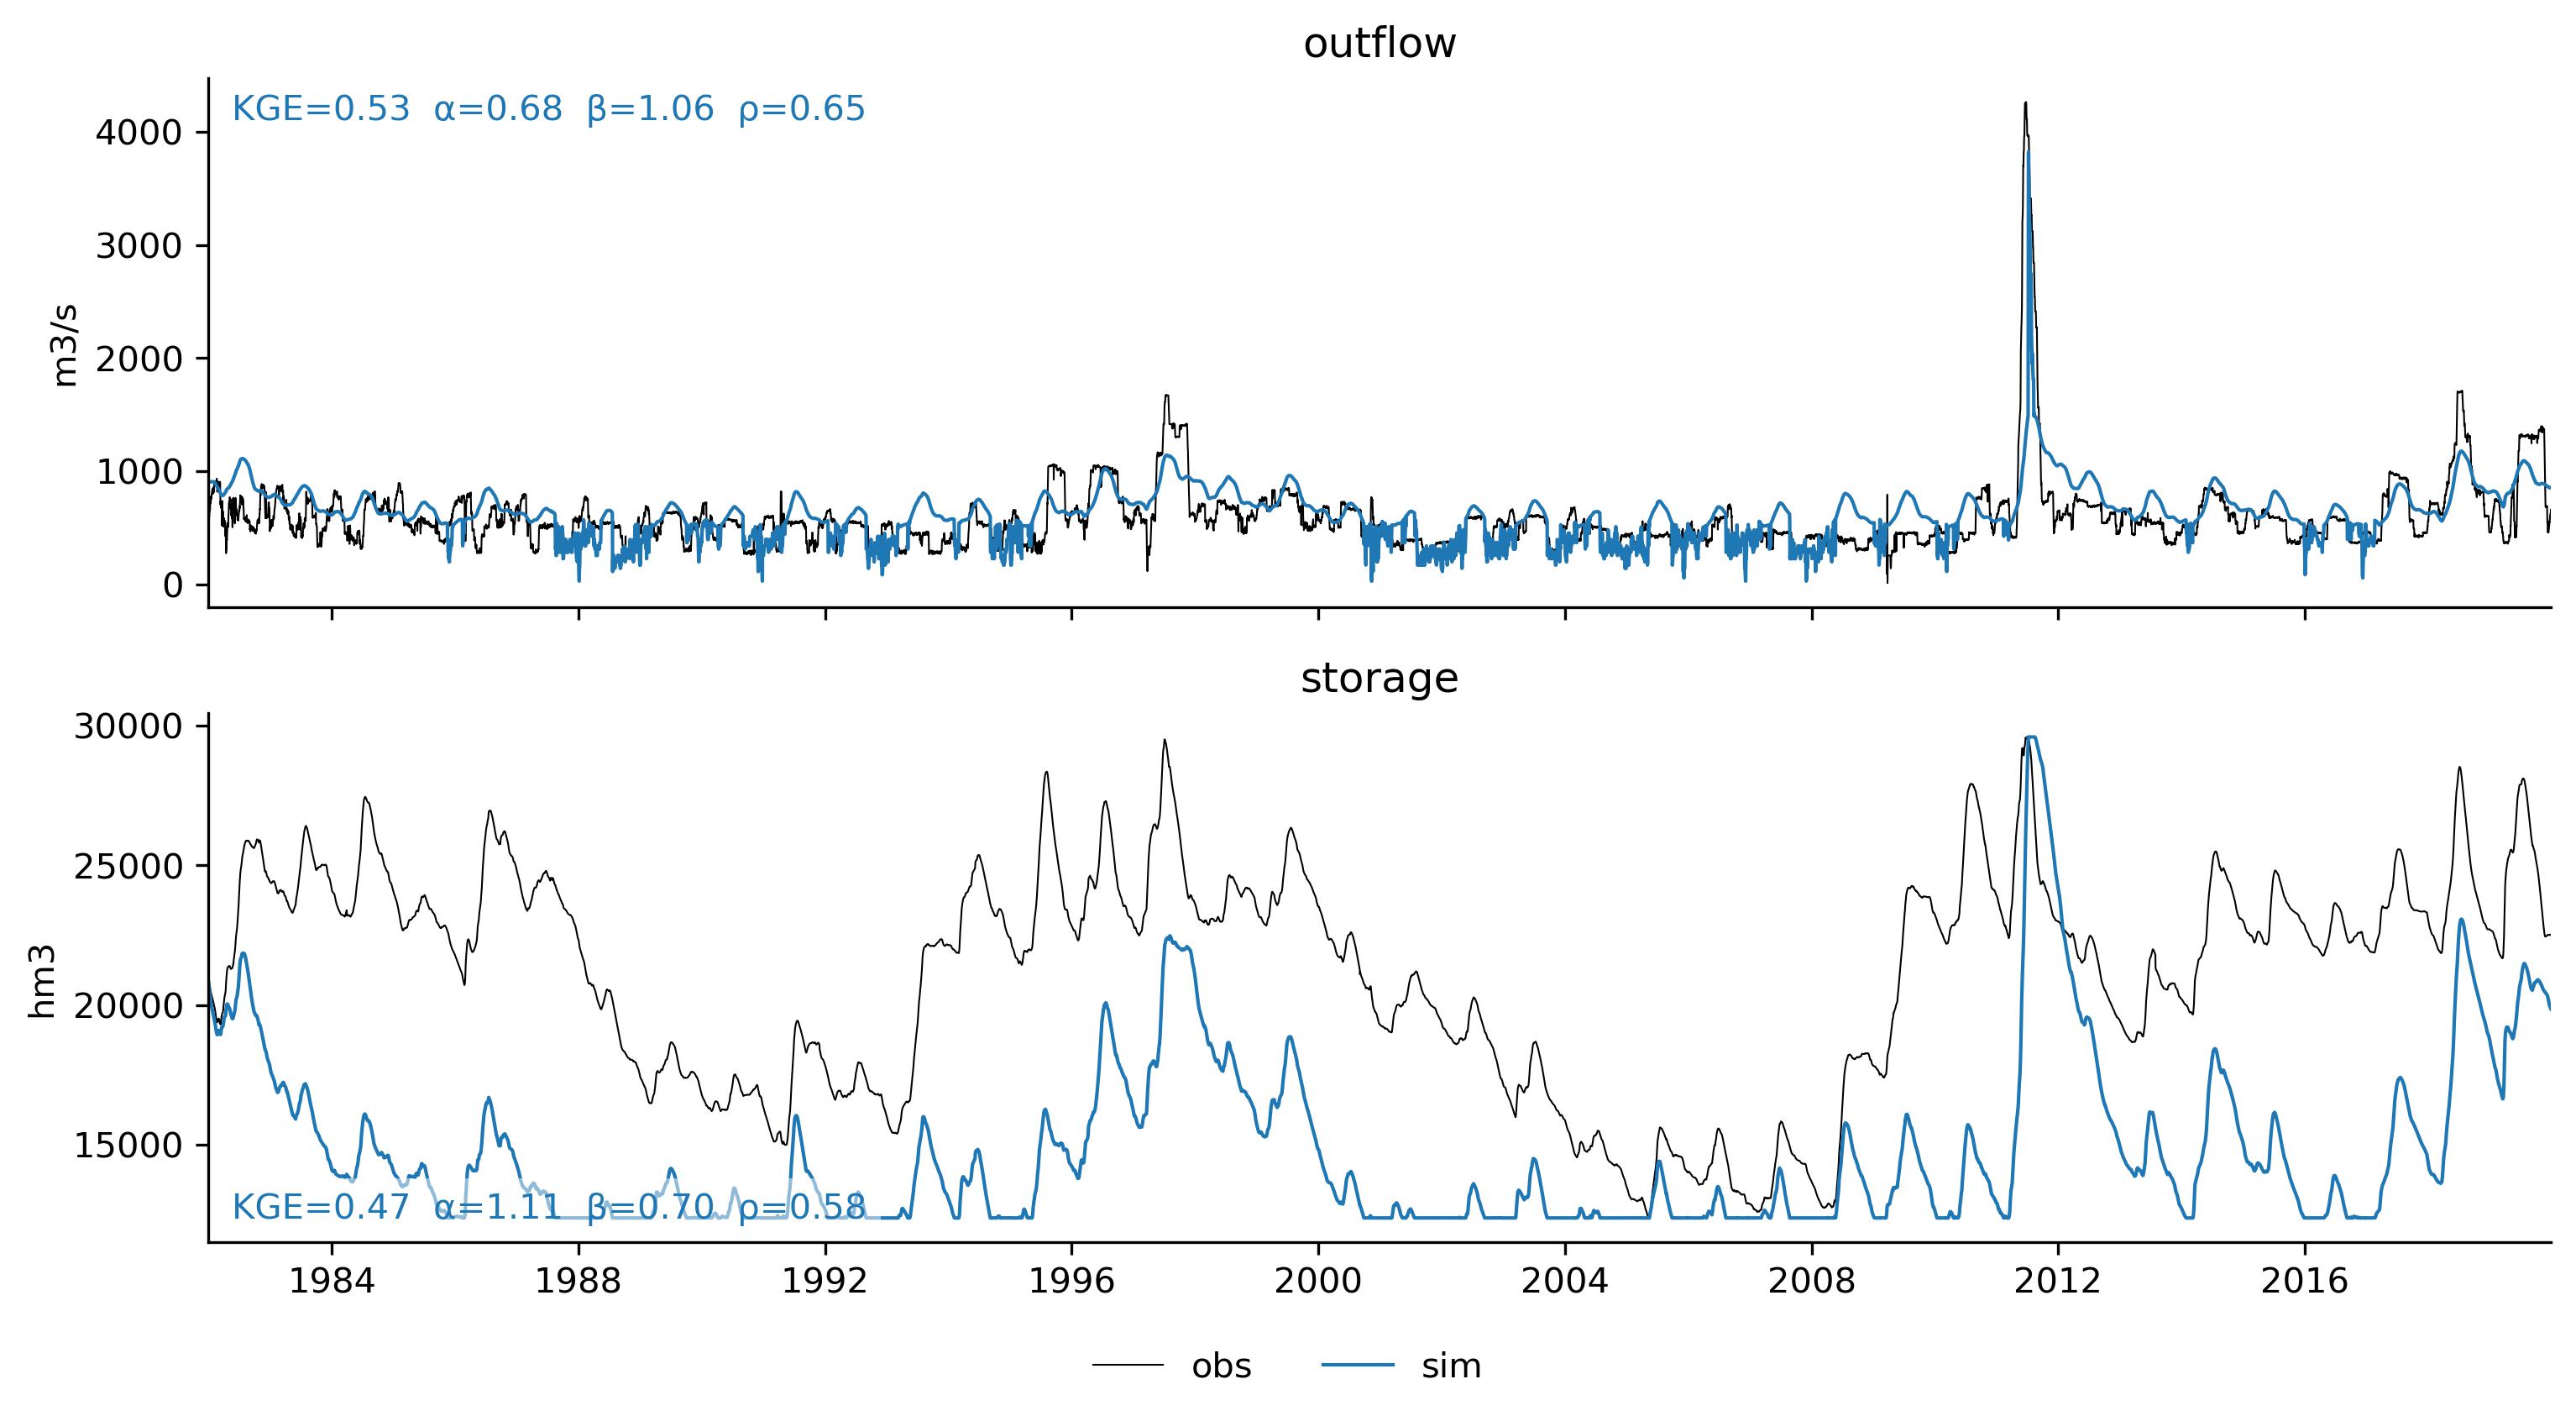 outflow
KGE=0.53 α=0.68 β=1.06 ρ=0.65
4000
3000
2000
1000
0
m3/s
storage
30000
25000
20000
15000
hm3
KGE=0.47 α=1.11 β=0.70 ρ=0.58
1984 1988 1992 1996 2000 2004 2008 2012 2016
obs sim